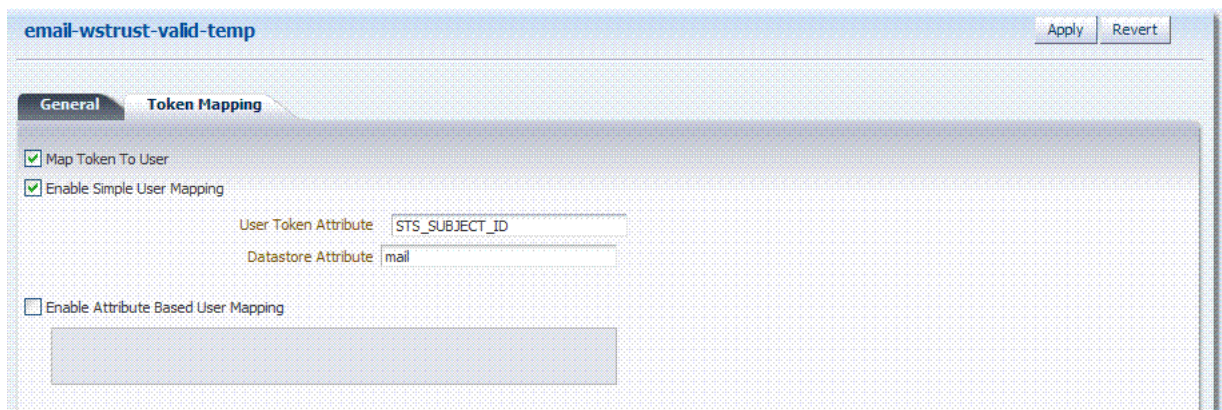 email-wstrust-valid-temp
Apply Revert
General Token Mapping
Map Token To User
Enable Simple User Mapping
User Token Attribute STS_SUBJECT_ID
Datastore Attribute mail
Enable Attribute Based User Mapping